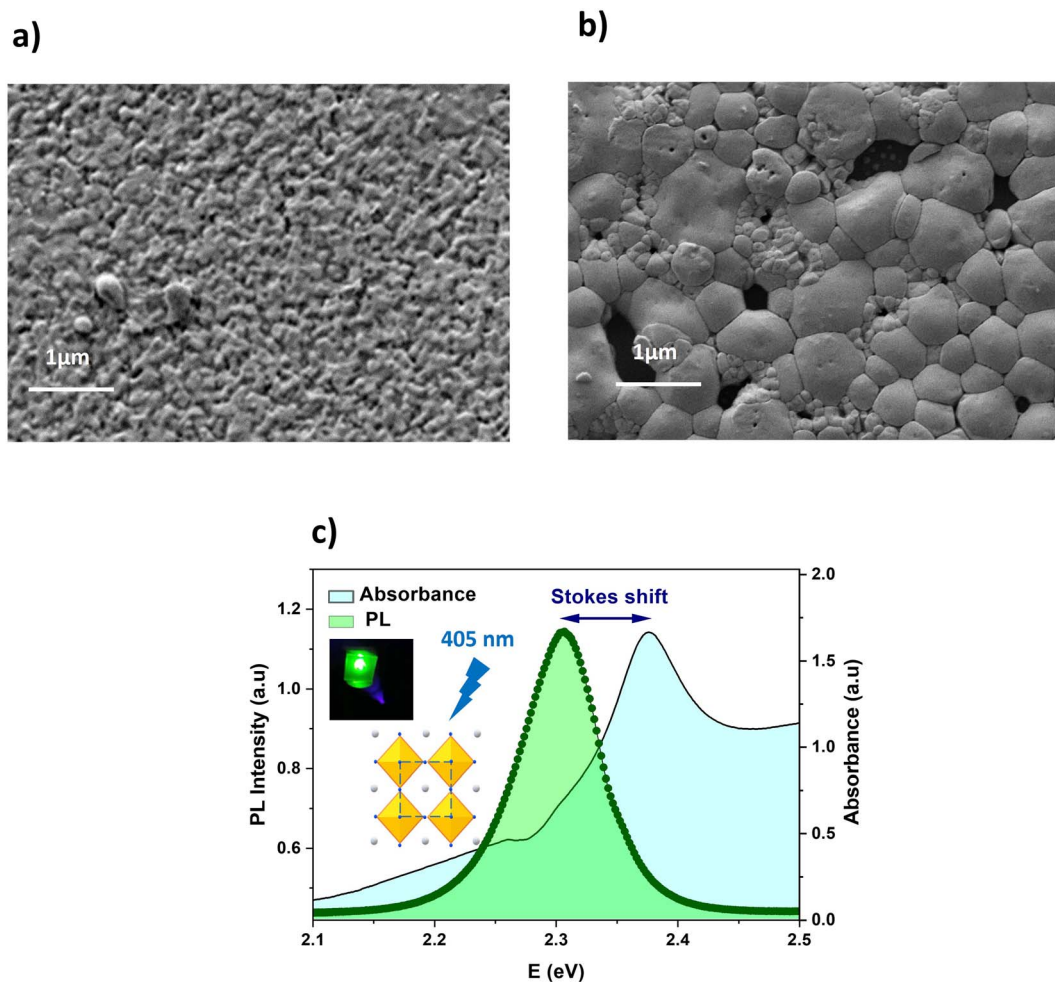 a)
b)
1μm
1μm
c)
Absorbance
PL
Stokes shift
405 nm
1.2
1.0
0.8
0.6
PL Intensity (a.u)
2.0
1.5
1.0
0.5
0.0
Absorbance (a.u)
2.1 2.2 2.3 2.4 2.5
E (eV)